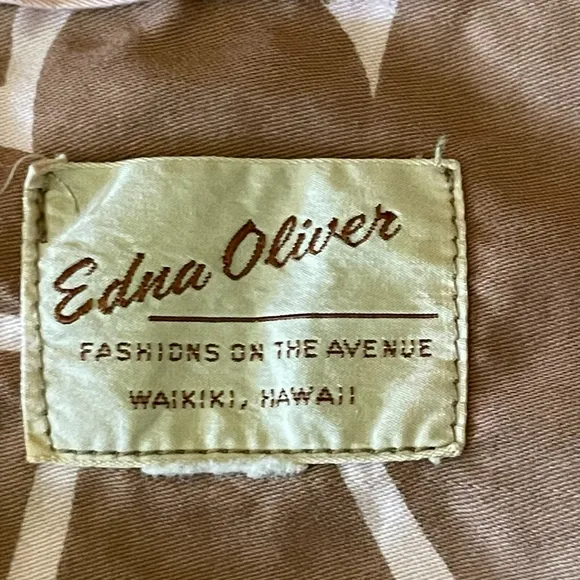 Edna Oliver
FASHIONS ON THE AVENUE
WAIKIKI, HAWAII